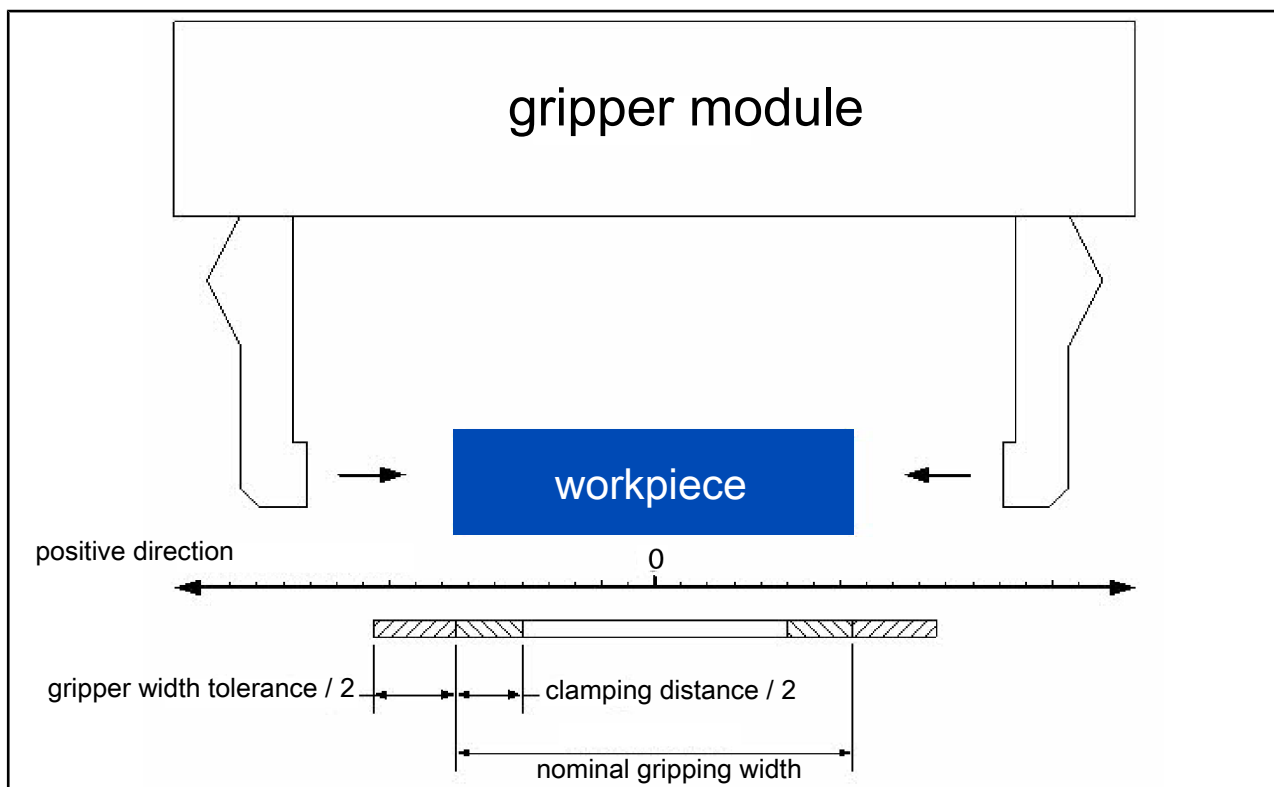 gripper module
workpiece
positive direction
0
gripper width tolerance / 2
clamping distance / 2
nominal gripping width